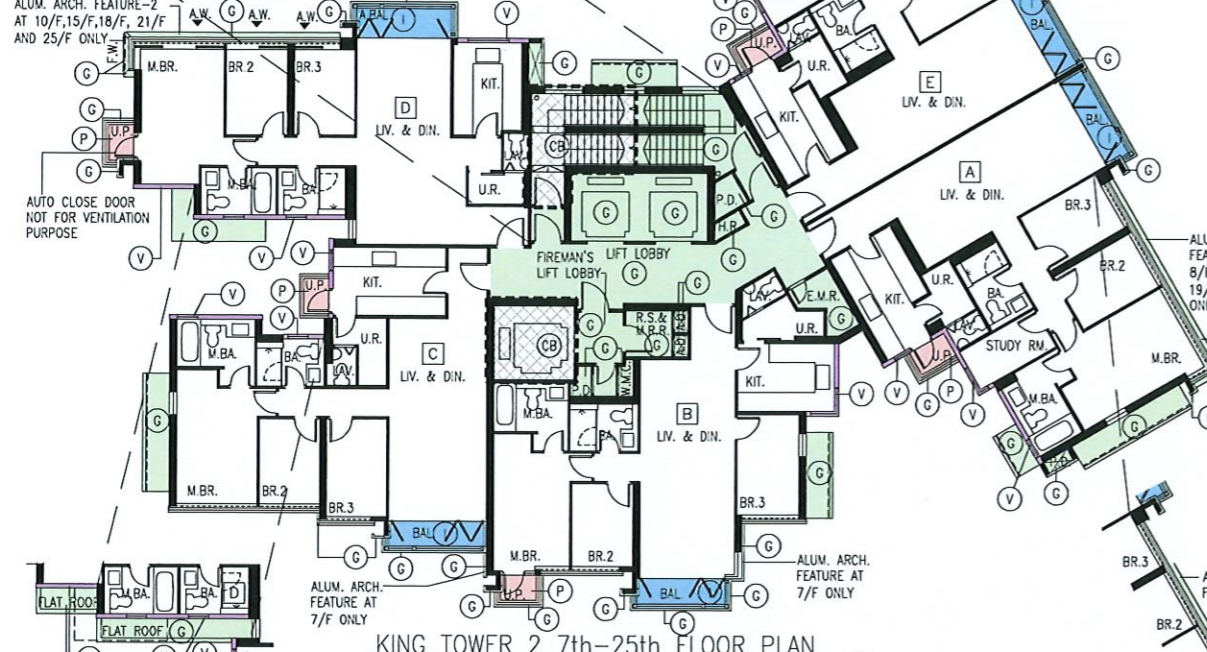 ALUM. ARCH. FEATURE-2
AT 10/F,15/F,18/F, 21/F
AND 25/F ONLY
G
A.W.
G
A.W.
A.W.
G
A.BAL
I
V
F.W.
G
M.BR.
BR.2
BR.3
D
LIV. & DIN.
KIT.
G
G
G
P
U.P.
G
M.BA.
BA.
LAV.
U.R.
CB
G
AUTO CLOSE DOOR
NOT FOR VENTILATION
PURPOSE
G
V
V
V
G
G
P.D.
G
H.R.
G
FIREMAN'S
LIFT LOBBY
LIFT LOBBY
G
G
V
P
G
U.P.
V
LAV.
BA.
U.R.
KIT.
E
LIV. & DIN.
BAL
I
G
BAL
I
G
A
LIV. & DIN.
BR.3
BR.2
M.BR.
KIT.
U.R.
BA.
LAV.
U.P.
STUDY RM.
M.BA.
V
G
P
V
G
V
G
G
P
U.P.
KIT.
V
V
M.BA.
BA.
LAV.
U.R.
C
LIV. & DIN.
G
M.BR.
BR.2
BR.3
G
BAL
I
G
G
CB
G
G
R.S.&
M.R.R.
G
W.M.C.
LAV.
E.M.R.
G
U.R.
KIT.
V
B
LIV. & DIN.
M.BA.
BA.
M.BR.
BR.2
BR.3
G
G
U.P.
P
G
G
G
BAL
I
G
G
ALUM. ARCH.
FEATURE AT
7/F ONLY
ALUM. ARCH.
FEATURE AT
7/F ONLY
FLAT ROOF
M.BA.
BA.
FLAT ROOF
G
V
BR.3
BR.2
KING TOWER 2 7th-25th FLOOR PLAN